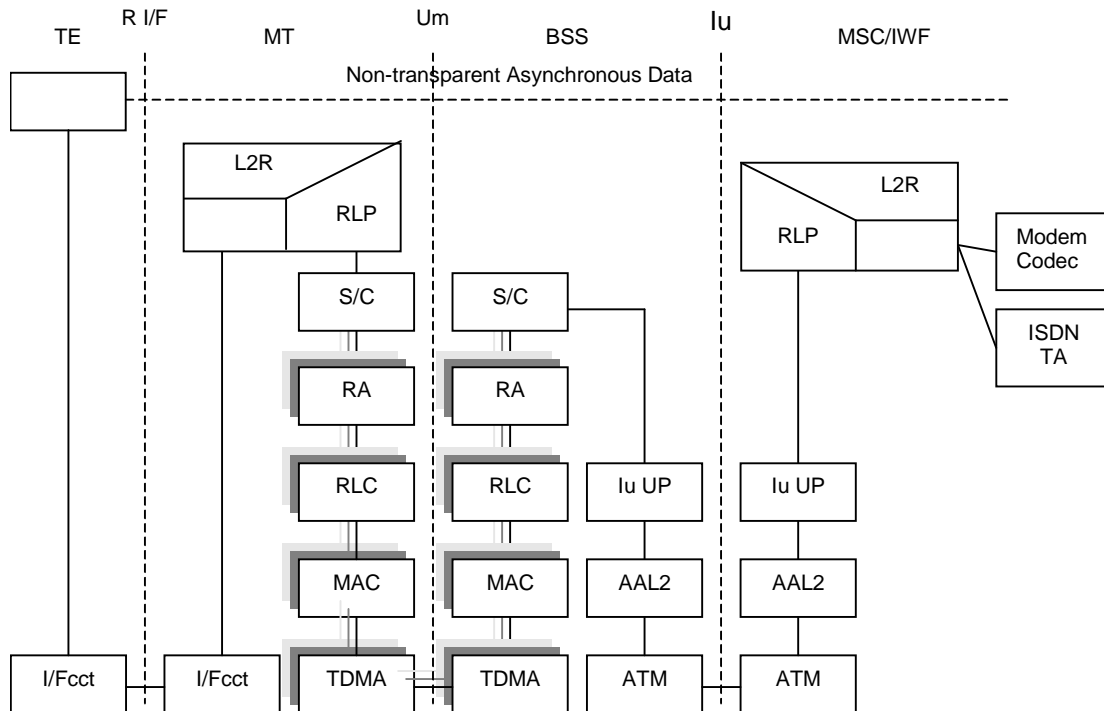 R I/F Um Iu
TE MT BSS MSC/IWF
Non-transparent Asynchronous Data
L2R
RLP
L2R
RLP
Modem
Codec
S/C S/C
ISDN
TA
RA RA
RLC RLC Iu UP Iu UP
MAC MAC AAL2 AAL2
I/Fcct I/Fcct TDMA TDMA ATM ATM